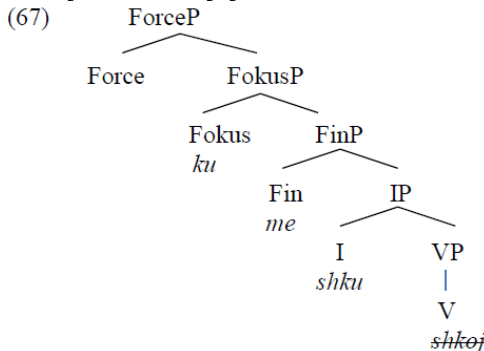 (67) ForceP
Force FokusP
Fokus FinP
ku
Fin IP
me
I VP
shku
V
shkoj